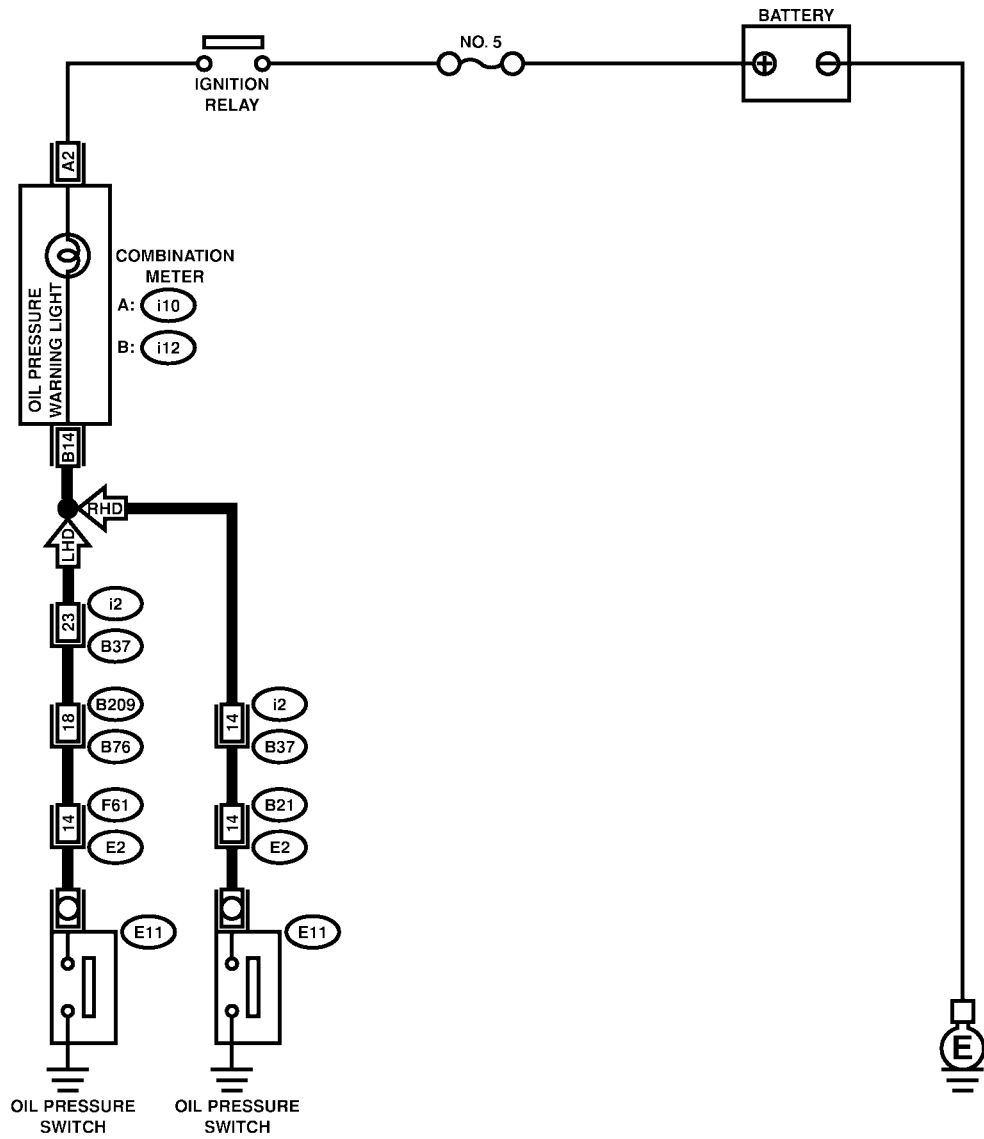 BATTERY
NO. 5
IGNITION
RELAY
A2
OIL PRESSURE
WARNING LIGHT
COMBINATION
METER
A: i10
B: i12
B14
RHD
LHD
23
i2
B37
18
B209
B76
14
i2
B37
14
F61
E2
14
B21
E2
E11
E11
E
OIL PRESSURE
SWITCH
OIL PRESSURE
SWITCH